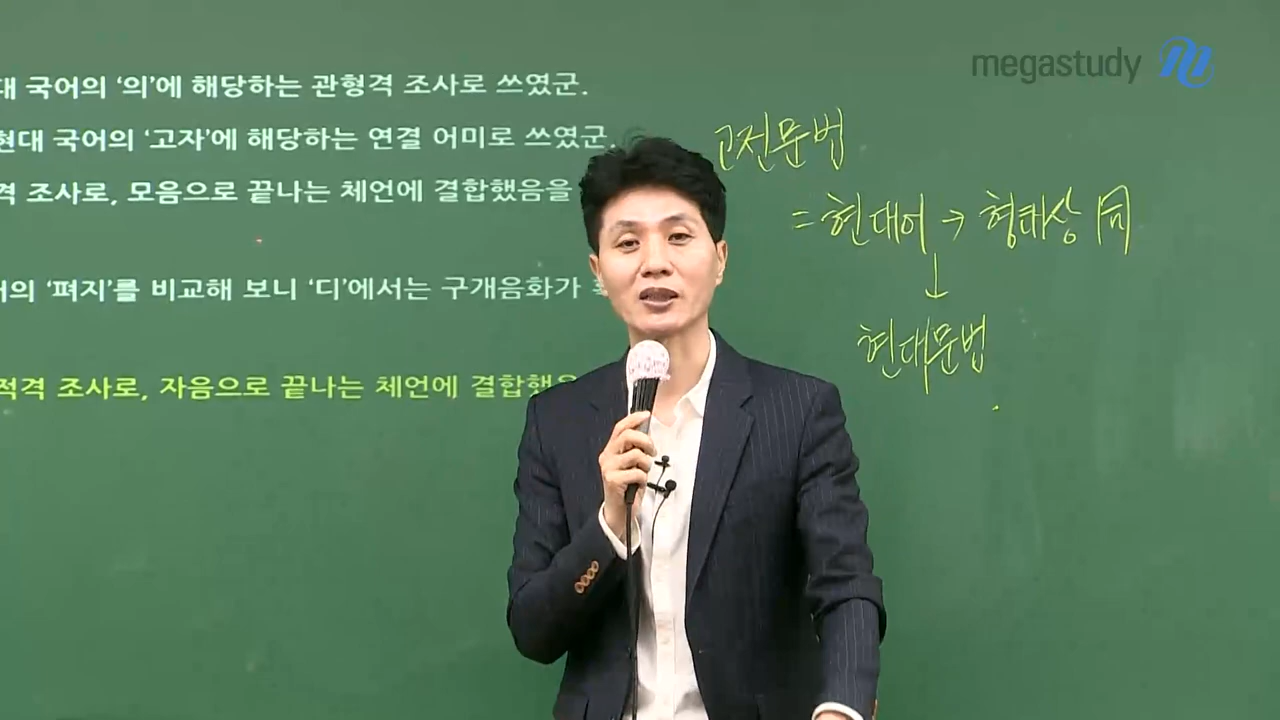 megastudy
대 국어의 ‘의’에 해당하는 관형격 조사로 쓰였군.
현대 국어의 ‘고자’에 해당하는 연결 어미로 쓰였군.
격 조사로, 모음으로 끝나는 체언에 결합했음을
어의 ‘펴지’를 비교해 보니 ‘디’에서는 구개음화가
적격 조사로, 자음으로 끝나는 체언에 결합했음
고전문법
= 현대어 → 형태상 同
↓
현대문법